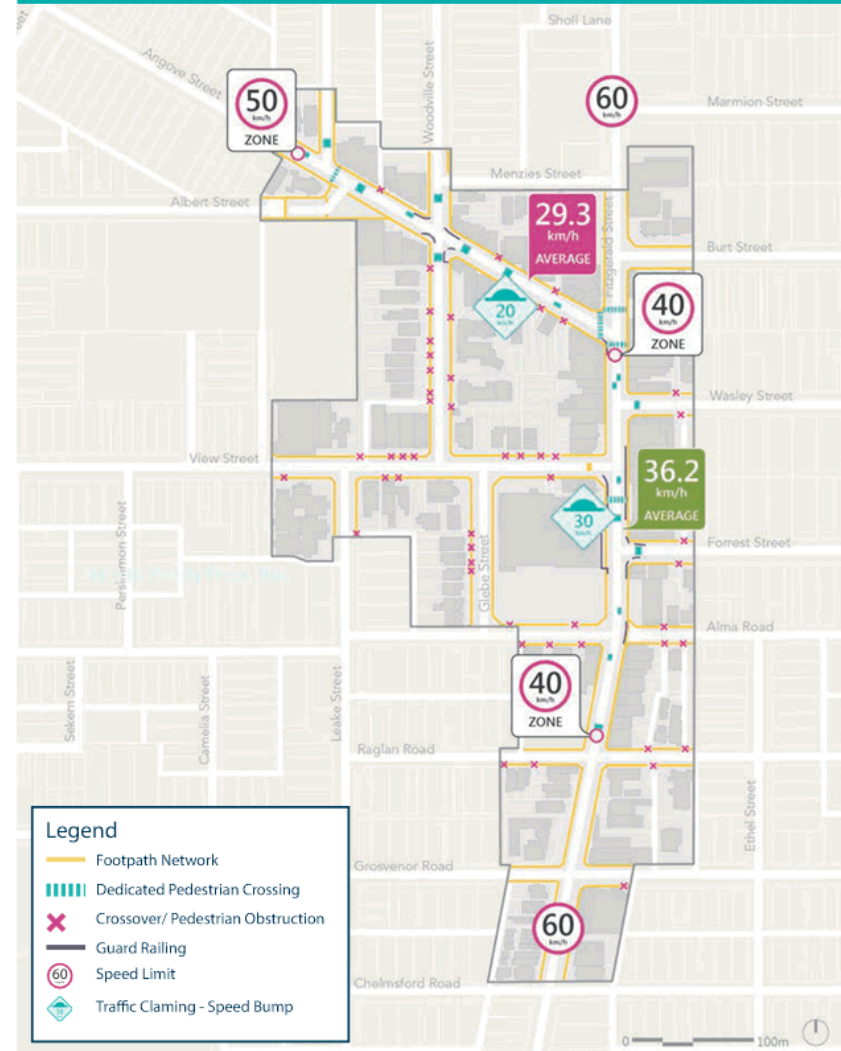 Sholl Lane
Angove Street
Woodville Street
50
km/h
ZONE
60
km/h
Marmion Street
Menzies Street
Albert Street
29.3
km/h
AVERAGE
Fitzgerald Street
Burt Street
20
km/h
40
km/h
ZONE
Wasley Street
View Street
36.2
km/h
AVERAGE
30
km/h
Persimmon Street
Glebe Street
Forrest Street
Alma Road
Sekem Street
Camelia Street
Leake Street
40
km/h
ZONE
Raglan Road
Ethel Street
Legend
Footpath Network
Dedicated Pedestrian Crossing
Crossover/ Pedestrian Obstruction
Guard Railing
60
Speed Limit
Traffic Claming - Speed Bump
Grosvenor Road
60
km/h
Chelmsford Road
0
100m